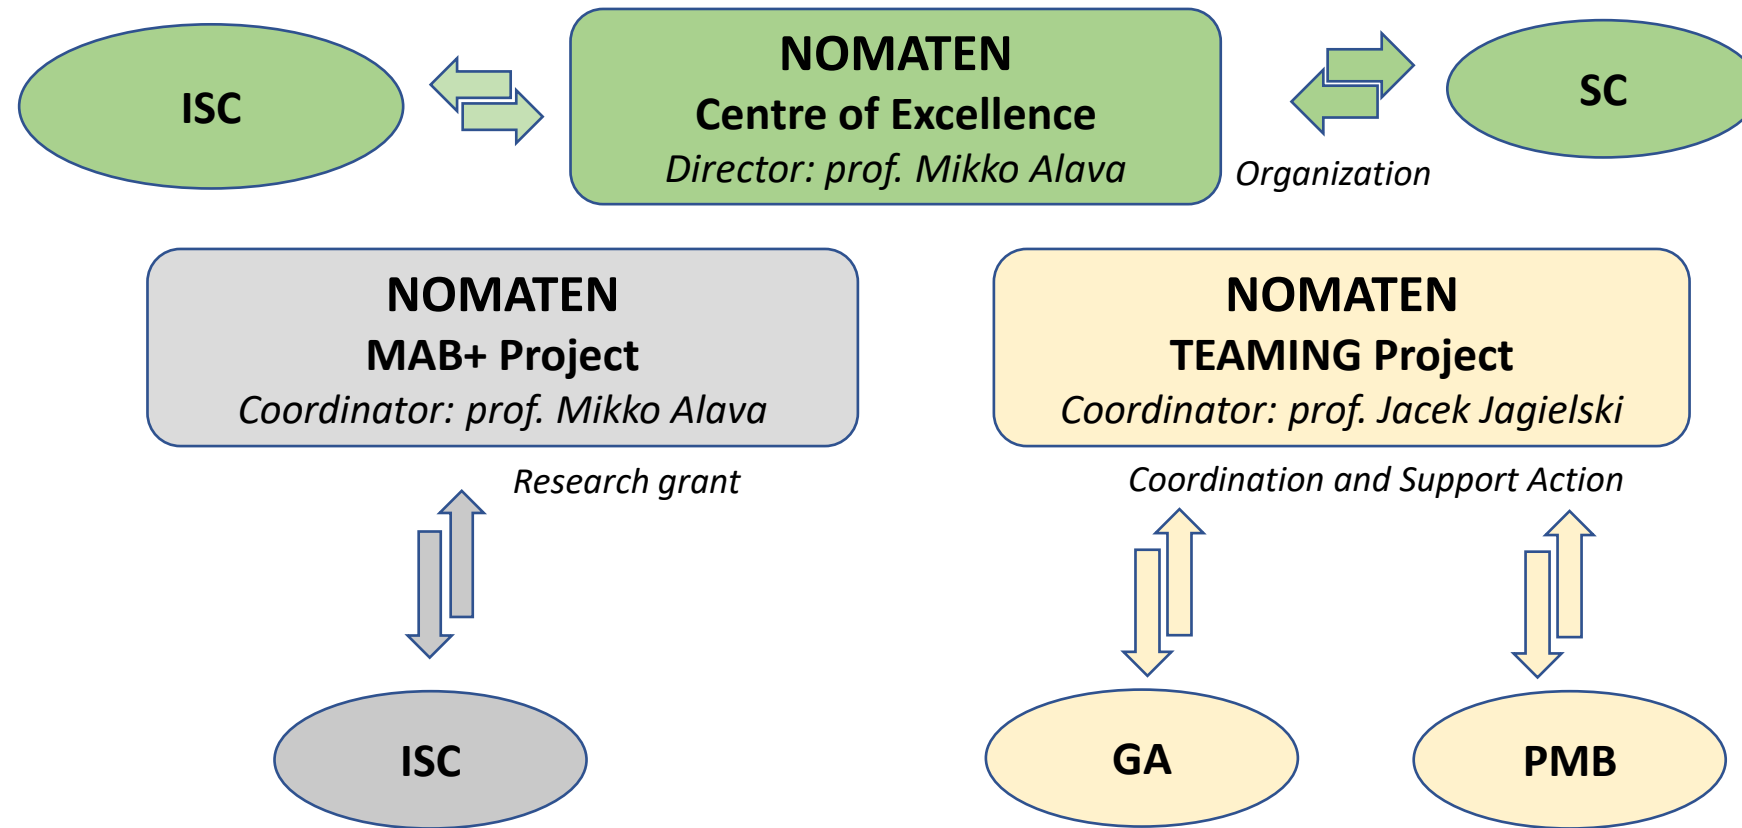 ISC
NOMATEN
Centre of Excellence
Director: prof. Mikko Alava
SC
Organization
NOMATEN
MAB+ Project
Coordinator: prof. Mikko Alava
Research grant
NOMATEN
TEAMING Project
Coordinator: prof. Jacek Jagielski
Coordination and Support Action
ISC
GA
PMB